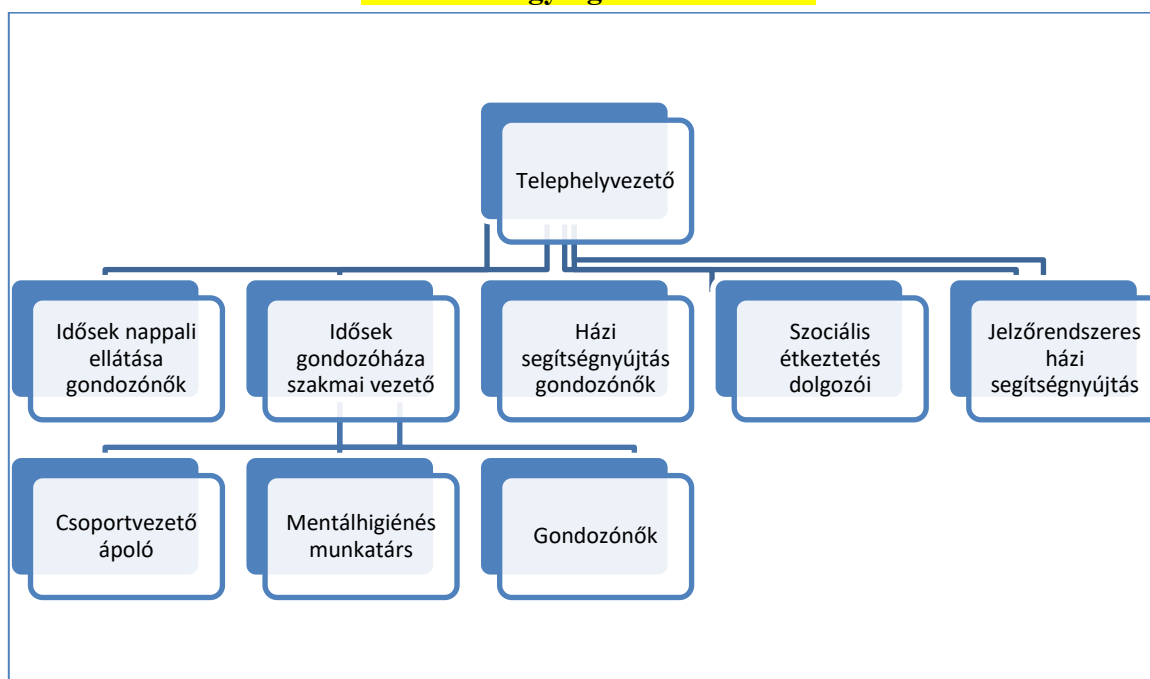 Telephelyvezető
Idősek nappali
ellátása
gondozónők
Idősek
gondozóháza
szakmai vezető
Házi
segítségnyújtás
gondozónők
Szociális
étkeztetés
dolgozói
Jelzőrendszeres
házi
segítségnyújtás
Csoportvezető
ápoló
Mentálhigiénés
munkatárs
Gondozónők